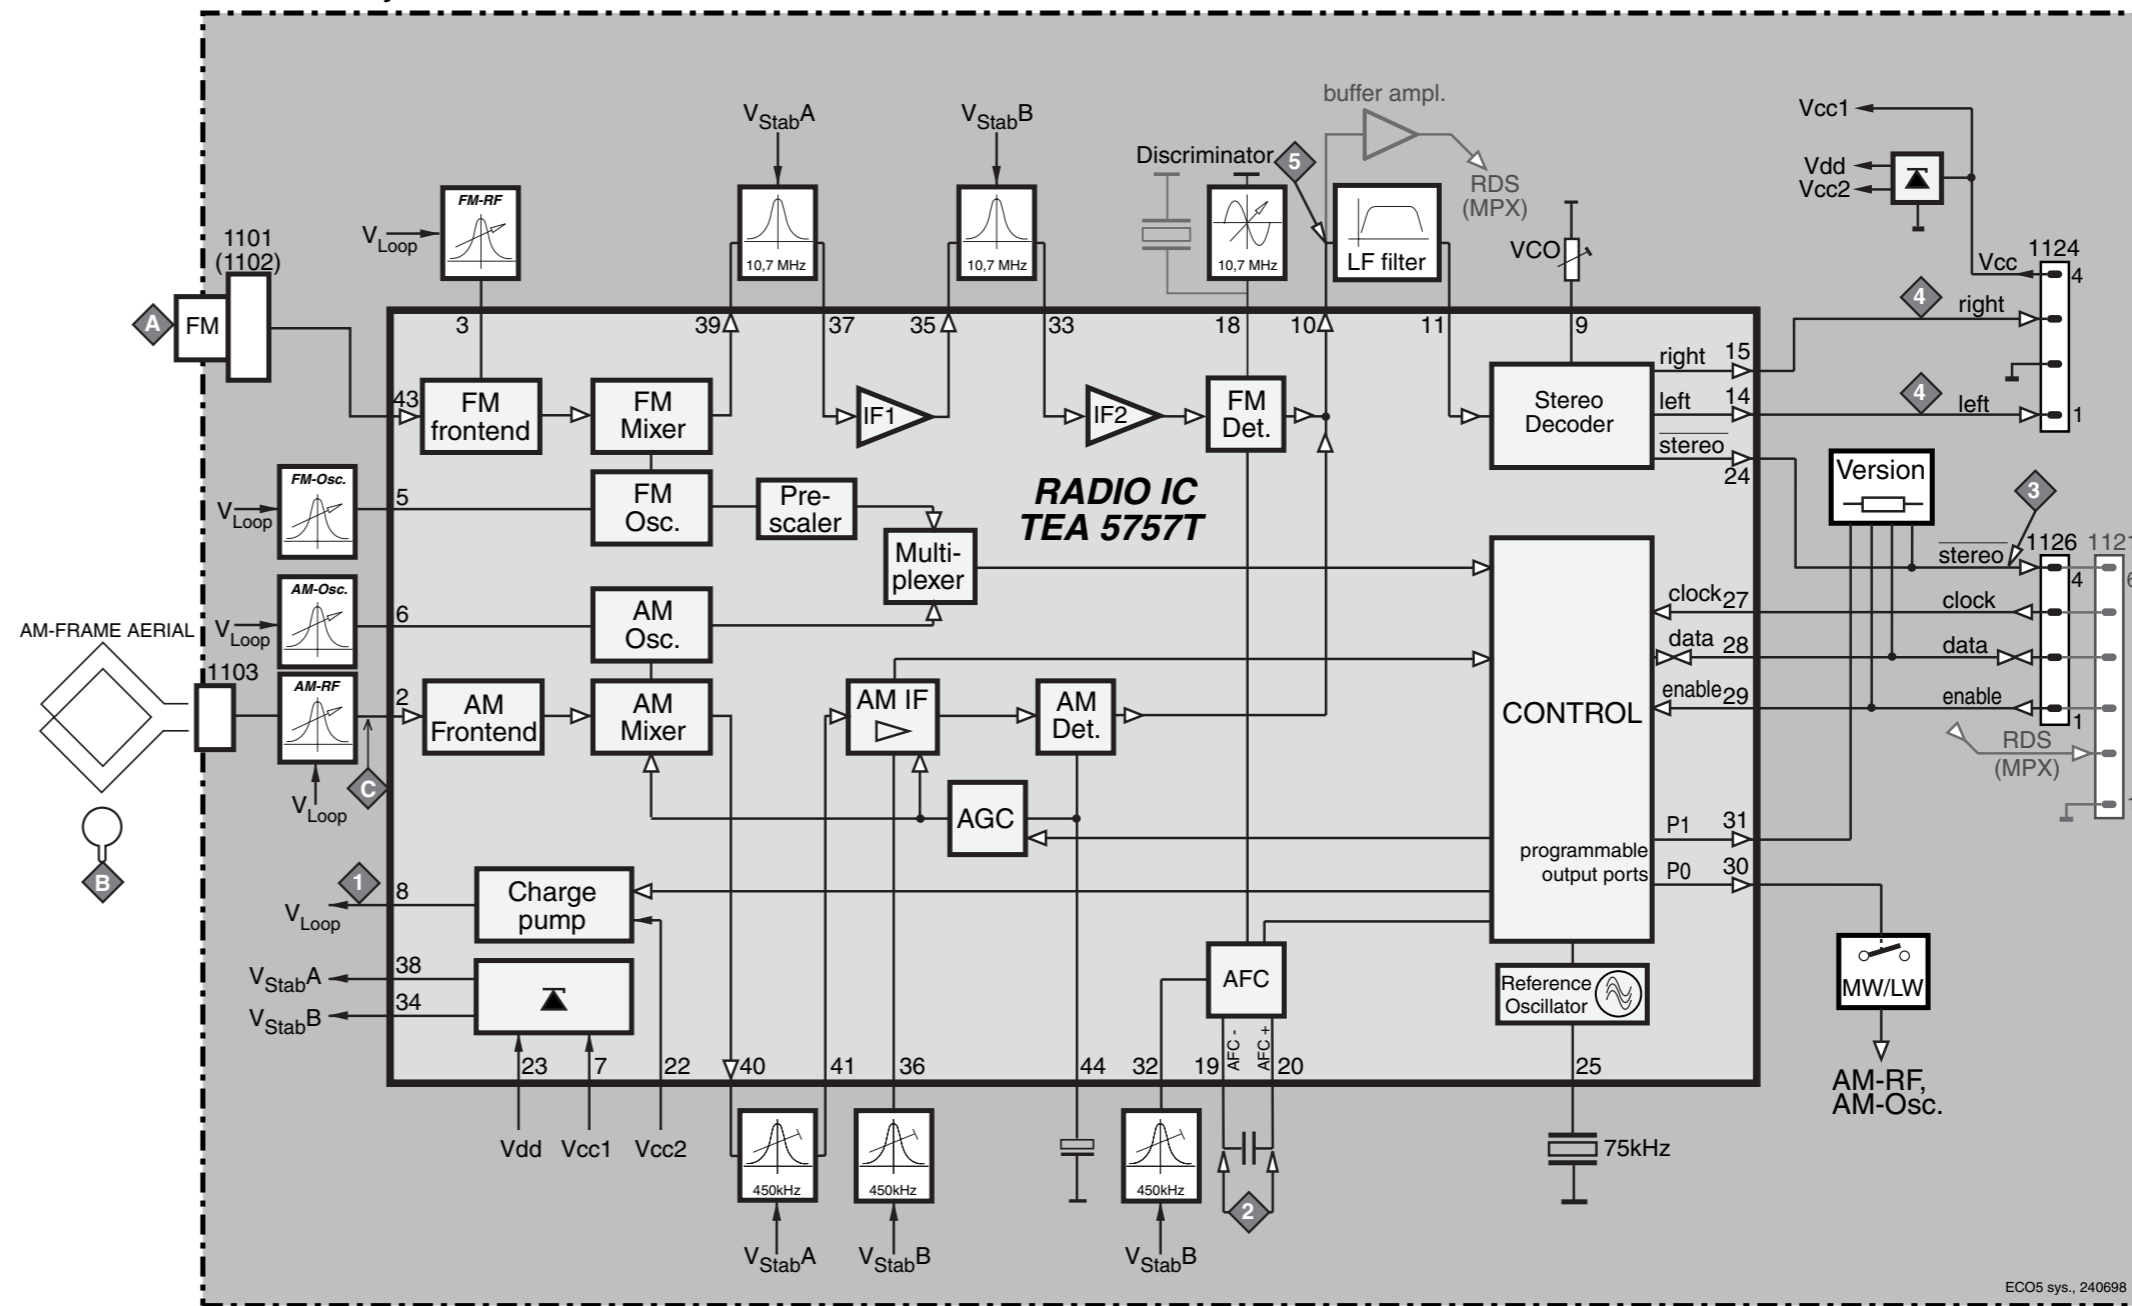 buffer ampl.
Vcc1
VStabA
VStabB
Discriminator
5
Vdd
Vcc2
RDS
(MPX)
FM-RF
VLoop
1101
(1102)
10,7 MHz
10,7 MHz
10,7 MHz
LF filter
VCO
1124
Vcc
4
4
right
A
FM
3
39
37
35
33
18
10
11
9
right
15
43
FM
frontend
FM
Mixer
IF1
IF2
FM
Det.
Stereo
Decoder
left
14
4
left
1
stereo
24
Version
3
FM-Osc.
VLoop
5
FM
Osc.
Pre-
scaler
RADIO IC
TEA 5757T
Multi-
plexer
stereo
1126
4
AM-Osc.
VLoop
6
AM
Osc.
clock
27
clock
data
28
data
AM-FRAME AERIAL
1103
AM-RF
2
AM
Frontend
AM
Mixer
AM IF
AM
Det.
CONTROL
enable
29
enable
1
RDS
(MPX)
VLoop
C
AGC
P1
31
programmable
output ports
P0
30
B
1
8
VLoop
Charge
pump
38
VStabA
34
VStabB
AFC
Reference
Oscillator
MW/LW
AFC -
AFC +
23
7
22
40
41
36
44
32
19
20
25
AM-RF,
AM-Osc.
Vdd
Vcc1
Vcc2
450kHz
450kHz
450kHz
2
75kHz
VStabA
VStabB
VStabB
ECO5 sys., 240698